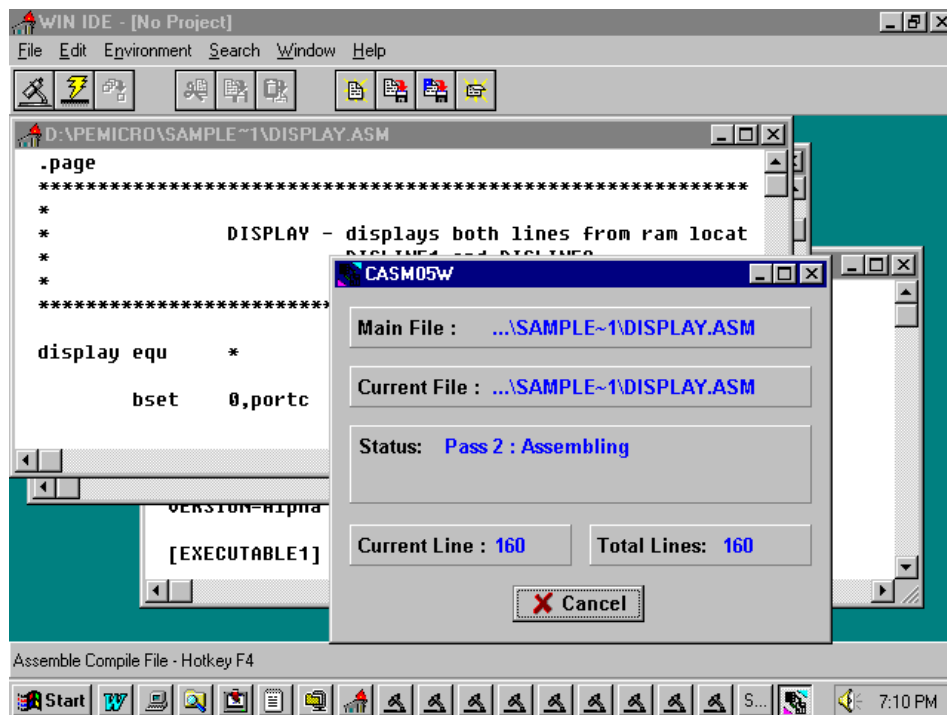 WIN IDE - [No Project]
File Edit Environment Search Window Help
D:\PEMICRO\SAMPLE~1\DISPLAY.ASM
.page
************************************************************
*
* DISPLAY - displays both lines from ram locat
*
*
display equ *
bset 0,portc
CASM05W
Main File : ...\SAMPLE~1\DISPLAY.ASM
Current File : ...\SAMPLE~1\DISPLAY.ASM
Status: Pass 2 : Assembling
Current Line : 160 Total Lines: 160
Cancel
[EXECUTABLE1]
Assemble Compile File - Hotkey F4
Start S... 7:10 PM